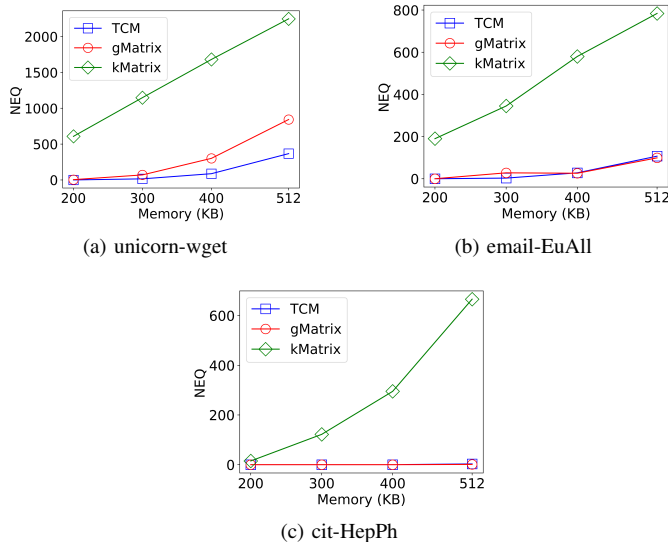 2000
1500
1000
500
0
NEQ
TCM
gMatrix
kMatrix
200
300
400
512
Memory (KB)
(a) unicorn-wget
800
600
400
200
0
NEQ
TCM
gMatrix
kMatrix
200
300
400
512
Memory (KB)
(b) email-EuAll
600
400
200
0
NEQ
TCM
gMatrix
kMatrix
200
300
400
512
Memory (KB)
(c) cit-HepPh